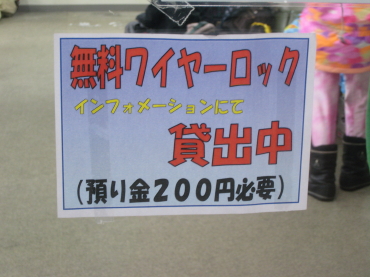 無料ワイヤーロック
インフォメーションにて
貸出中
(預り金200円必要)